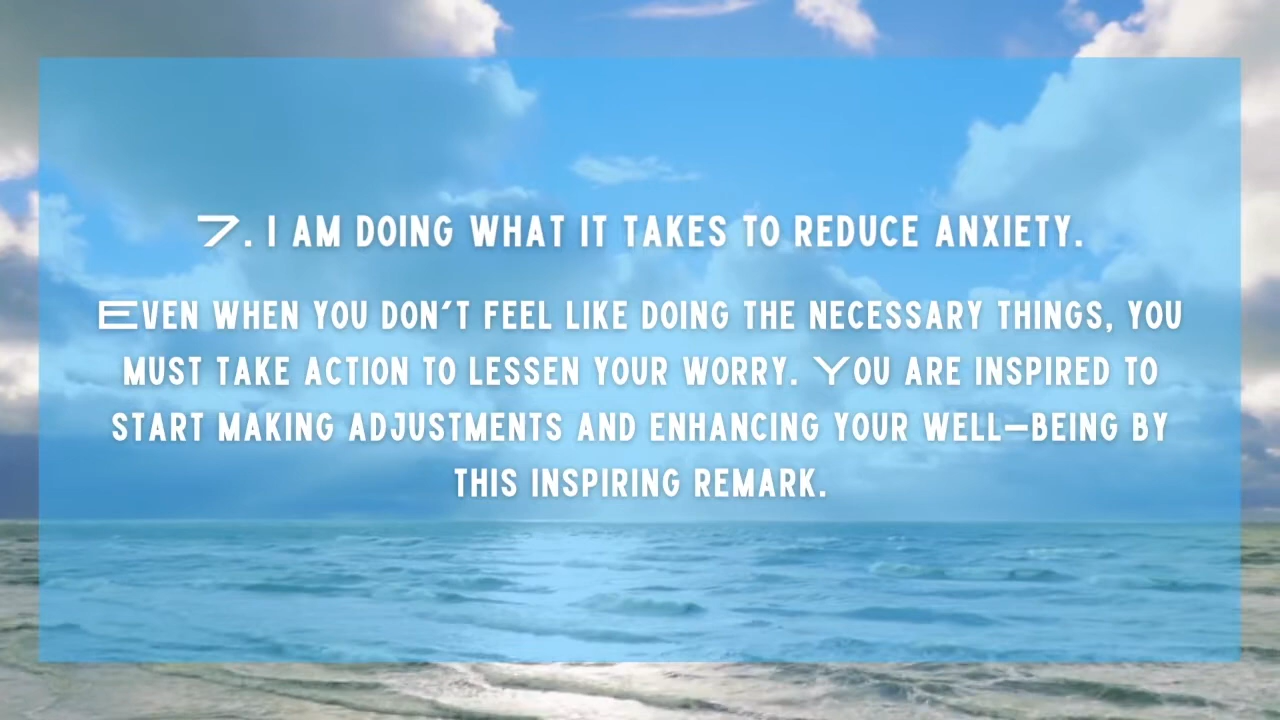 7. I AM DOING WHAT IT TAKES TO REDUCE ANXIETY.
EVEN WHEN YOU DON'T FEEL LIKE DOING THE NECESSARY THINGS, YOU
MUST TAKE ACTION TO LESSEN YOUR WORRY. YOU ARE INSPIRED TO
START MAKING ADJUSTMENTS AND ENHANCING YOUR WELL-BEING BY
THIS INSPIRING REMARK.